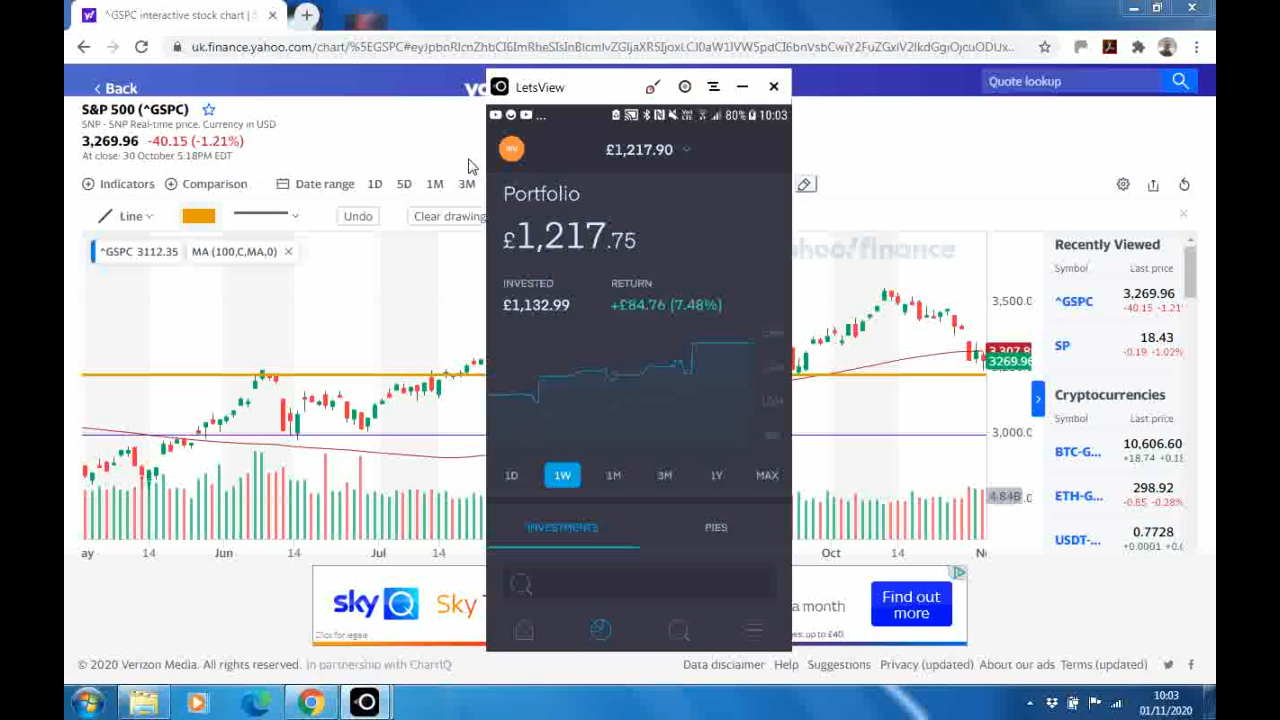 ^GSPC interactive stock chart |
uk.finance.yahoo.com/chart/%5EGSPC#
Back
Quote lookup
S&P 500 (^GSPC)
SNP - SNP Real-time price. Currency in USD
3,269.96 -40.15 (-1.21%)
At close: 30 October 5:18PM EDT
Indicators Comparison Date range 1D 5D 1M 3M
Line Undo Clear drawing
^GSPC 3112.35 MA (100,C,MA,0)
LetsView
... 80% 10:03
£1,217.90
Portfolio
£1,217.75
INVESTED RETURN
£1,132.99 +£84.76 (7.48%)
1D 1W 1M 3M 1Y MAX
INVESTMENTS PIES
yahoo!finance
3,500.0
3269.96
3,000.0
14 Jun 14 Jul 14 Oct 14
Recently Viewed
Symbol Last price
^GSPC 3,269.96
-40.15 -1.21
SP 18.43
-0.19 -1.02%
Cryptocurrencies
Symbol Last price
BTC-G... 10,606.60
+18.74
ETH-G... 298.92
-0.85 -0.28%
USDT-... 0.7728
+0.0001
sky Q Sky
Click for legals
a month
Find out
more
© 2020 Verizon Media. All rights reserved. in partnership with ChartIQ
Data disclaimer Help Suggestions Privacy (updated) About our ads Terms (updated)
10:03
01/11/2020